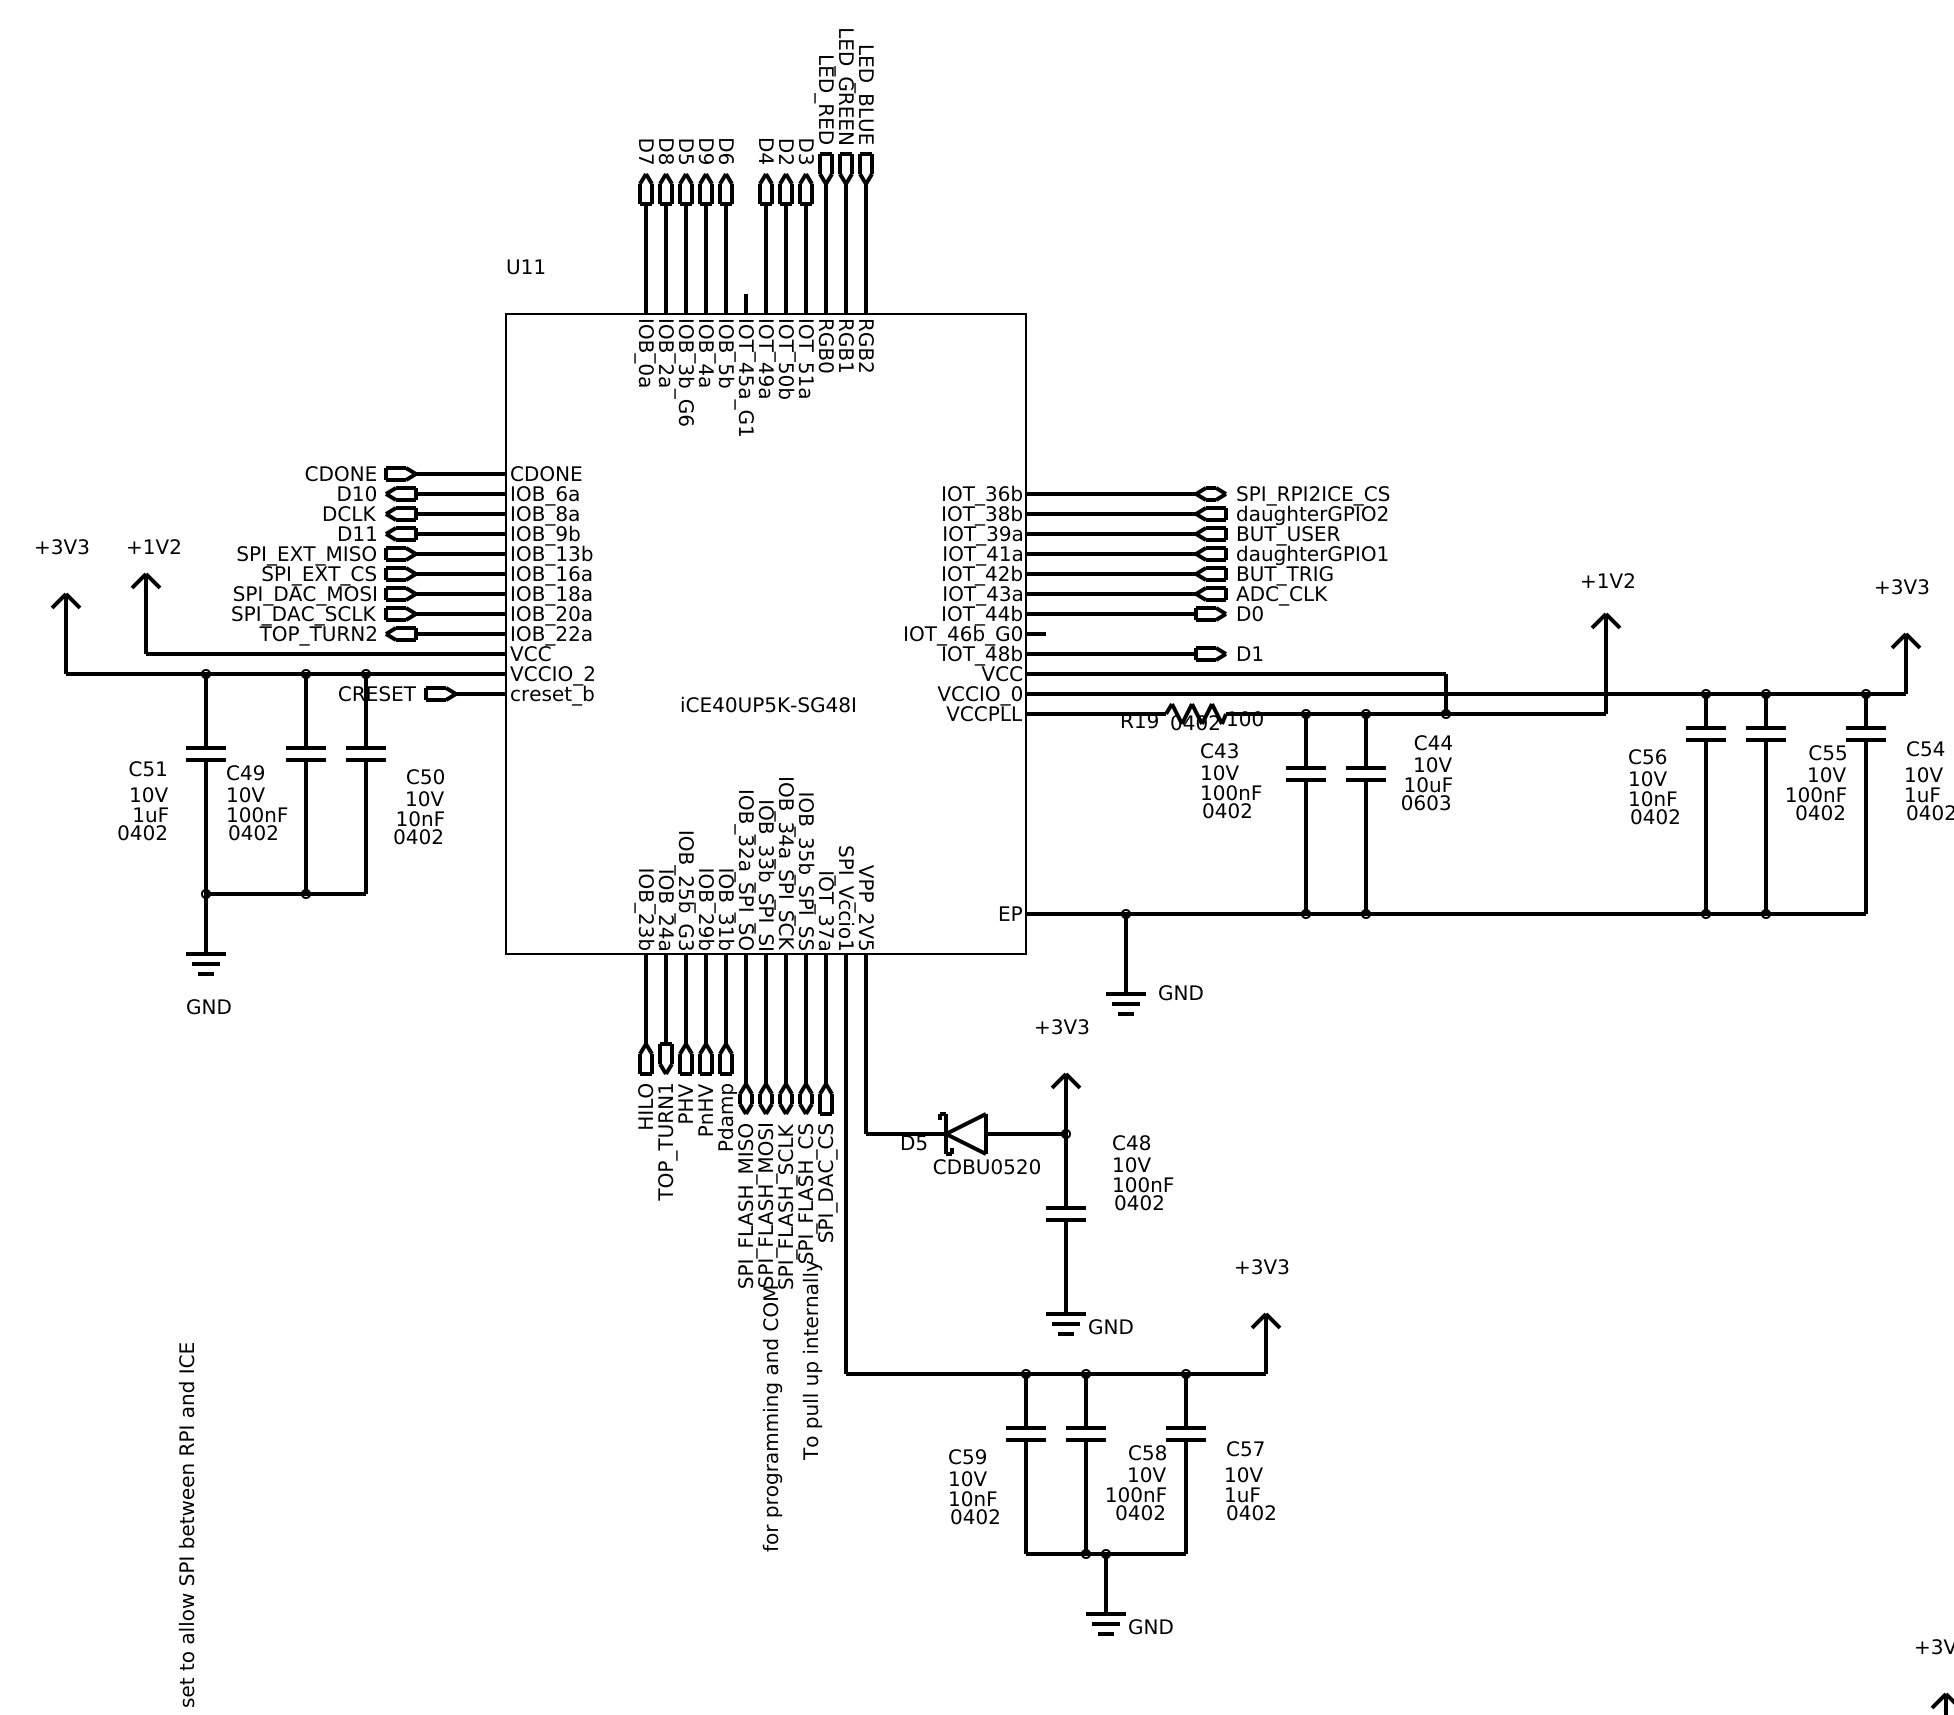 LED_RED
LED_GREEN
LED_BLUE
D7
D8
D5
D9
D6
D4
D2
D3
U11
IOB_0a
IOB_2a
IOB_3b_G6
IOB_4a
IOB_5b
IOT_45a_G1
IOT_49a
IOT_50b
IOT_51a
RGB0
RGB1
RGB2
CDONE
D10
DCLK
D11
SPI_EXT_MISO
SPI_EXT_CS
SPI_DAC_MOSI
SPI_DAC_SCLK
TOP_TURN2
CRESET
+3V3
+1V2
CDONE
IOB_6a
IOB_8a
IOB_9b
IOB_13b
IOB_16a
IOB_18a
IOB_20a
IOB_22a
VCC
VCCIO_2
creset_b
iCE40UP5K-SG48I
IOT_36b
IOT_38b
IOT_39a
IOT_41a
IOT_42b
IOT_43a
IOT_44b
IOT_46b_G0
IOT_48b
VCC
VCCIO_0
VCCPLL
EP
SPI_RPI2ICE_CS
daughterGPIO2
BUT_USER
daughterGPIO1
BUT_TRIG
ADC_CLK
D0
D1
+1V2
+3V3
R19
0402
100
C51
10V
1uF
0402
C49
10V
100nF
0402
C50
10V
10nF
0402
GND
C43
10V
100nF
0402
C44
10V
10uF
0603
C56
10V
10nF
0402
C55
10V
100nF
0402
C54
10V
1uF
0402
GND
IOB_23b
IOB_24a
IOB_25b_G3
IOB_29b
IOB_31b
IOB_32a_SPI_SO
IOB_33b_SPI_SI
IOB_34a_SPI_SCK
IOB_35b_SPI_SS
IOT_37a
SPI_Vccio1
VPP_2V5
HILO
TOP_TURN1
PHV
PnHV
Pdamp
SPI_FLASH_MISO
SPI_FLASH_MOSI
SPI_FLASH_SCLK
SPI_FLASH_CS
SPI_DAC_CS
for programming and COM
To pull up internally
+3V3
D5
CDBU0520
C48
10V
100nF
0402
GND
+3V3
C59
10V
10nF
0402
C58
10V
100nF
0402
C57
10V
1uF
0402
GND
set to allow SPI between RPI and ICE
+3V